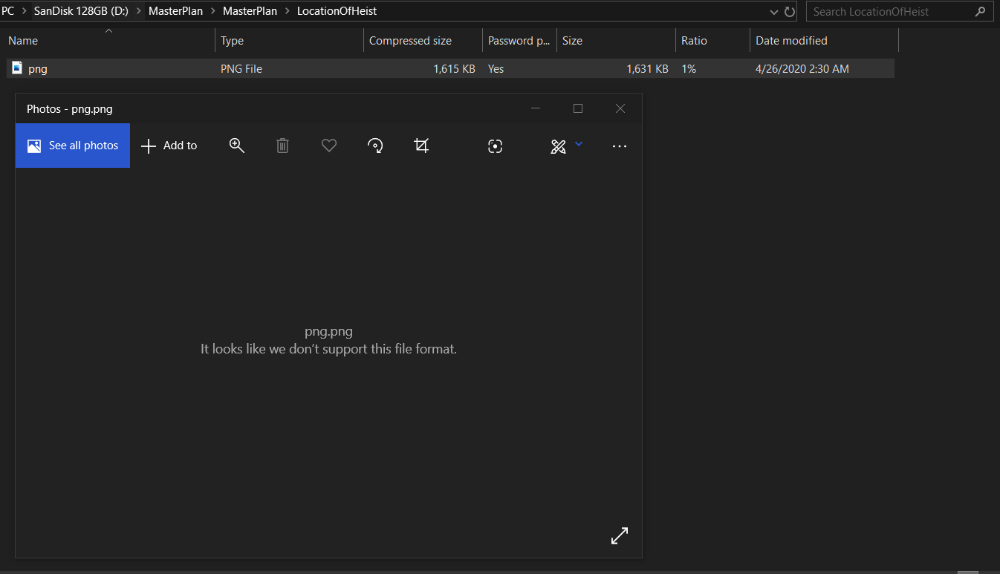 PC > SanDisk 128GB (D:) > MasterPlan > MasterPlan > LocationOfHeist Search LocationOfHeist
Name Type Compressed size Password p... Size Ratio Date modified
png PNG File 1,615 KB Yes 1,631 KB 1% 4/26/2020 2:30 AM
Photos - png.png
See all photos Add to
png.png
It looks like we don't support this file format.